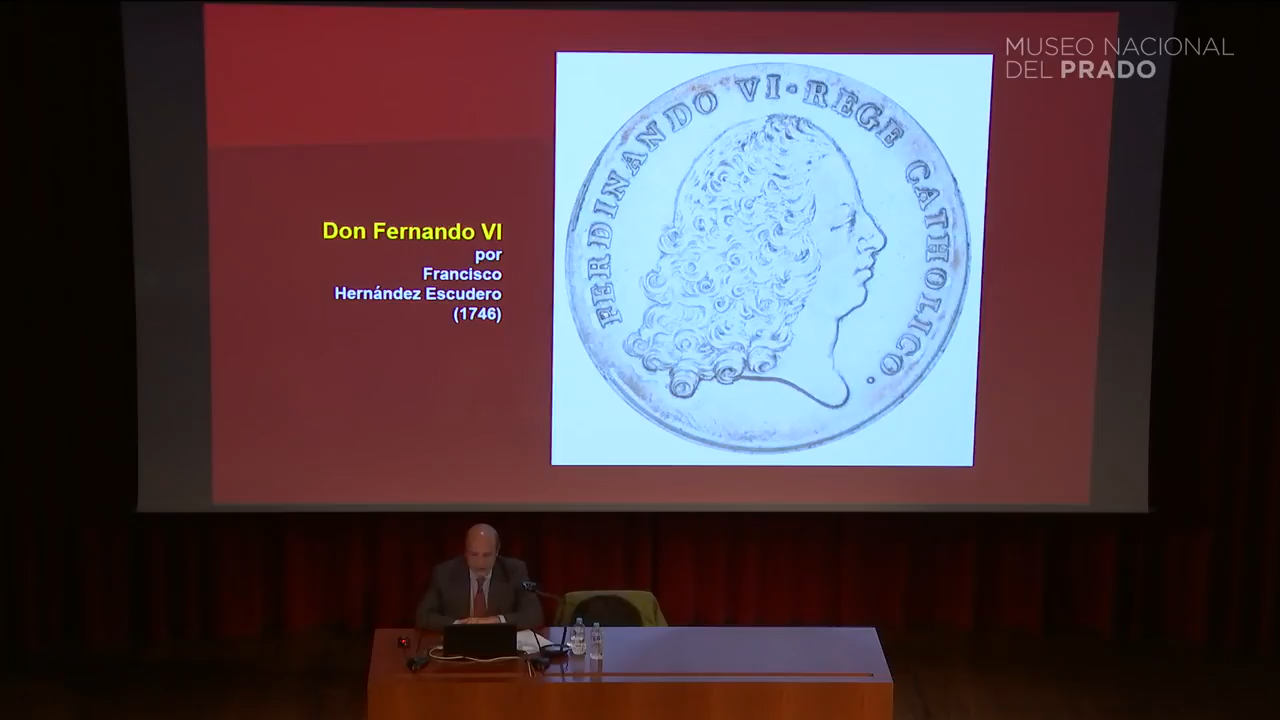 MUSEO NACIONAL
DEL PRADO
Don Fernando VI
por
Francisco
Hernández Escudero
(1746)
FERDINANDO VI · REGE CATHOLICO ·